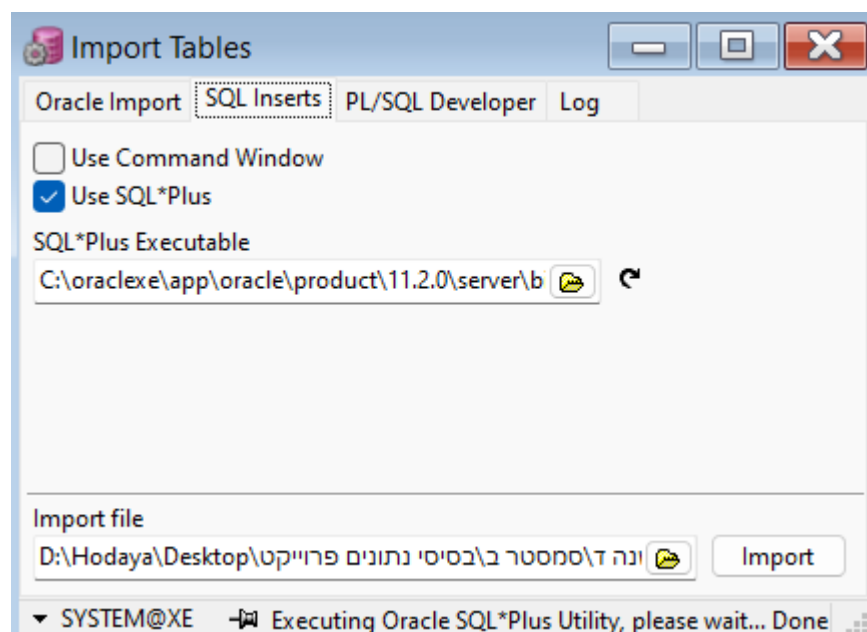 Import Tables
Oracle Import SQL Inserts PL/SQL Developer Log
Use Command Window
Use SQL*Plus
SQL*Plus Executable
C:\oraclexe\app\oracle\product\11.2.0\server\b
Import file
D:\Hodaya\Desktop\ונה ד\סמסטר ב\בסיסי נתונים פרוייקט Import
SYSTEM@XE Executing Oracle SQL*Plus Utility, please wait... Done